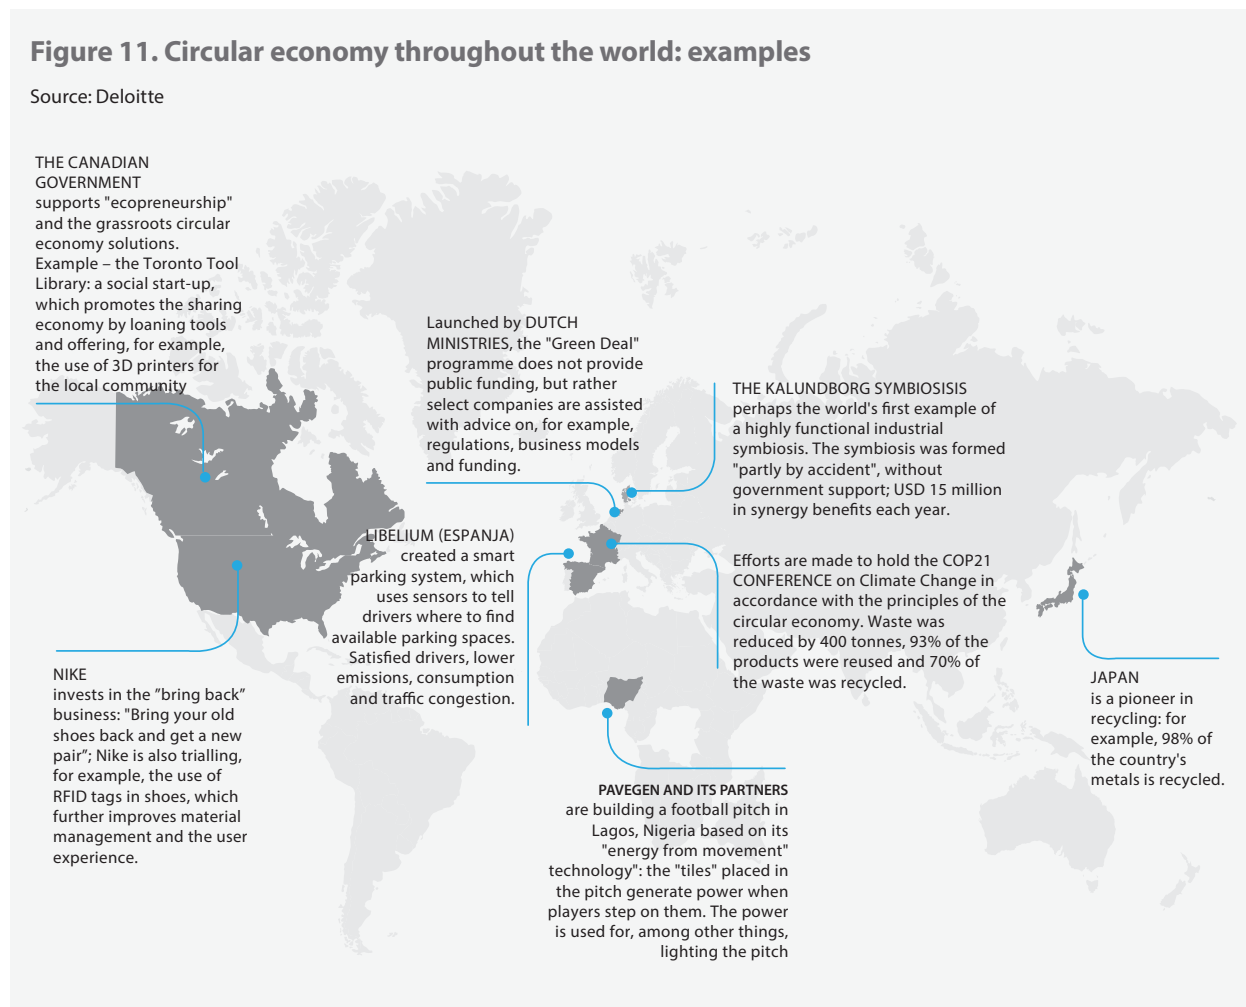 Figure 11. Circular economy throughout the world: examples
Source: Deloitte
THE CANADIAN
GOVERNMENT
supports "ecopreneurship"
and the grassroots circular
economy solutions.
Example – the Toronto Tool
Library: a social start-up,
which promotes the sharing
economy by loaning tools
and offering, for example,
the use of 3D printers for
the local community
Launched by DUTCH
MINISTRIES, the "Green Deal"
programme does not provide
public funding, but rather
select companies are assisted
with advice on, for example,
regulations, business models
and funding.
THE KALUNDBORG SYMBIOSISIS
perhaps the world's first example of
a highly functional industrial
symbiosis. The symbiosis was formed
"partly by accident", without
government support; USD 15 million
in synergy benefits each year.
LIBELIUM (ESPANJA)
created a smart
parking system, which
uses sensors to tell
drivers where to find
available parking spaces.
Satisfied drivers, lower
emissions, consumption
and traffic congestion.
Efforts are made to hold the COP21
CONFERENCE on Climate Change in
accordance with the principles of the
circular economy. Waste was
reduced by 400 tonnes, 93% of the
products were reused and 70% of
the waste was recycled.
NIKE
invests in the ”bring back”
business: "Bring your old
shoes back and get a new
pair”; Nike is also trialling,
for example, the use of
RFID tags in shoes, which
further improves material
management and the user
experience.
JAPAN
is a pioneer in
recycling: for
example, 98% of
the country's
metals is recycled.
PAVEGEN AND ITS PARTNERS
are building a football pitch in
Lagos, Nigeria based on its
"energy from movement"
technology": the "tiles" placed in
the pitch generate power when
players step on them. The power
is used for, among other things,
lighting the pitch